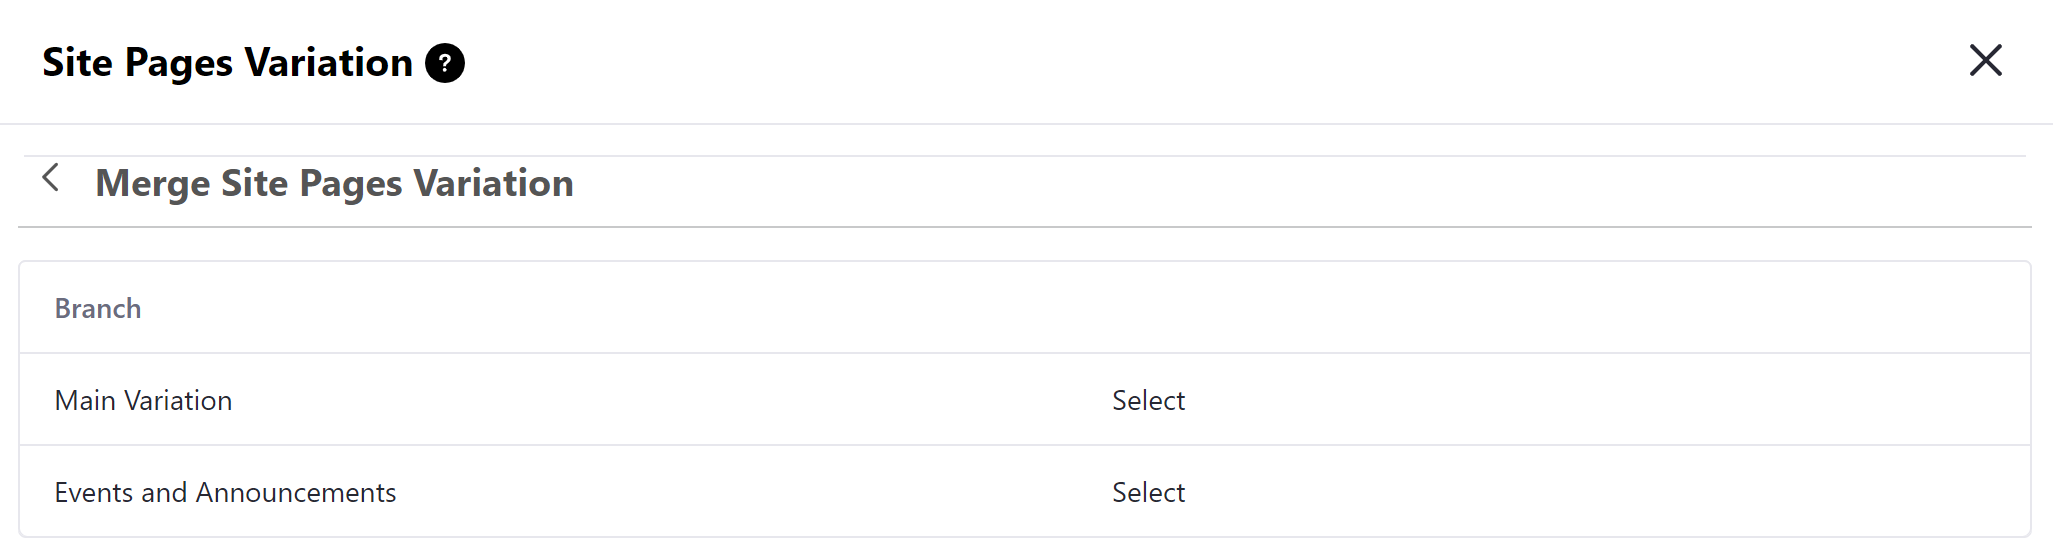 Site Pages Variation ?
Merge Site Pages Variation
Branch
Main Variation Select
Events and Announcements Select